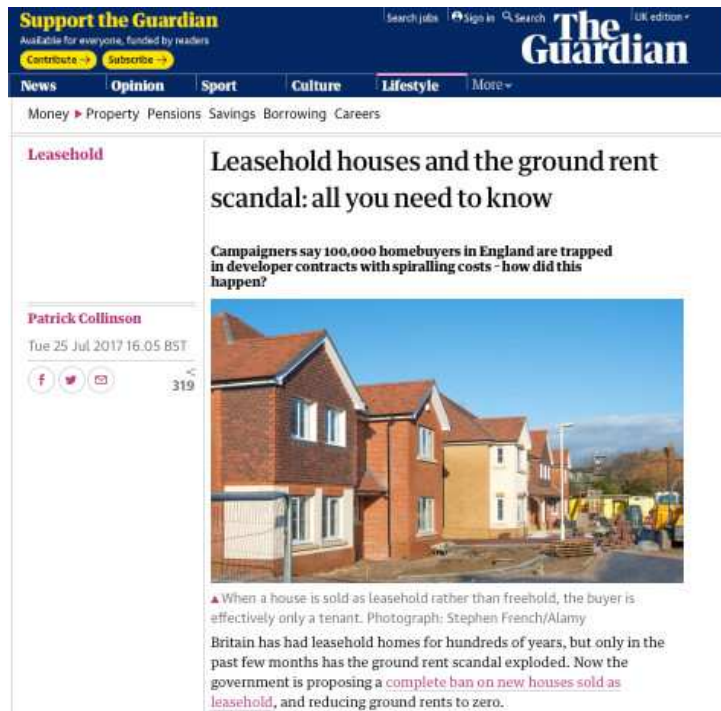 Support the Guardian
Available for everyone, funded by readers
Contribute →
Subscribe →
Search jobs
Sign in
Search
UK edition
The
Guardian
News
Opinion
Sport
Culture
Lifestyle
More
Money
Property
Pensions
Savings
Borrowing
Careers
Leasehold
Leasehold houses and the ground rent
scandal: all you need to know
Campaigners say 100,000 homebuyers in England are trapped
in developer contracts with spiralling costs – how did this
happen?
Patrick Collinson
Tue 25 Jul 2017 16.05 BST
319
When a house is sold as leasehold rather than freehold, the buyer is
effectively only a tenant. Photograph: Stephen French/Alamy
Britain has had leasehold homes for hundreds of years, but only in the
past few months has the ground rent scandal exploded. Now the
government is proposing a complete ban on new houses sold as
leasehold, and reducing ground rents to zero.